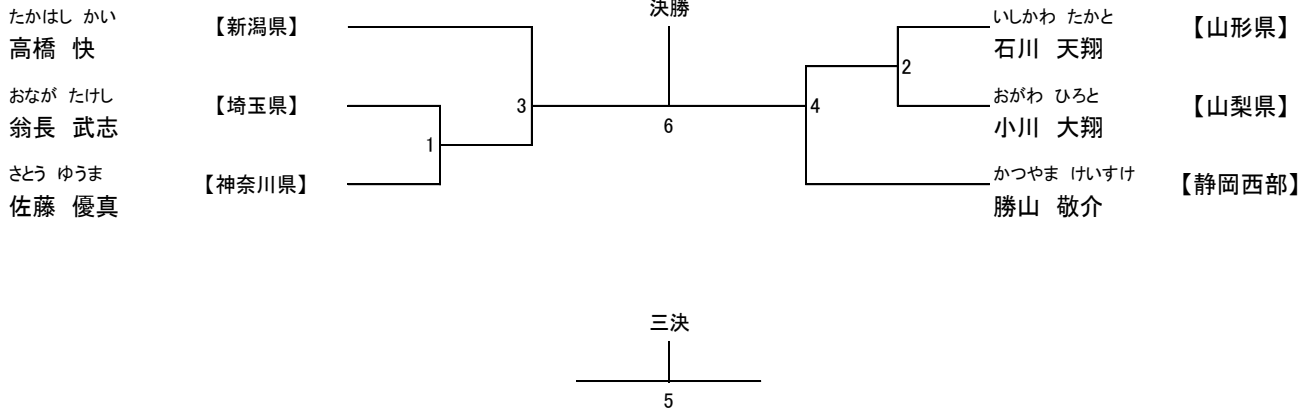 決勝
たかはし かい
高橋 快
【新潟県】
おなが たけし
翁長 武志
【埼玉県】
さとう ゆうま
佐藤 優真
【神奈川県】
1
3
6
いしかわ たかと
石川 天翔
【山形県】
おがわ ひろと
小川 大翔
【山梨県】
かつやま けいすけ
勝山 敬介
【静岡西部】
2
4
三決
5